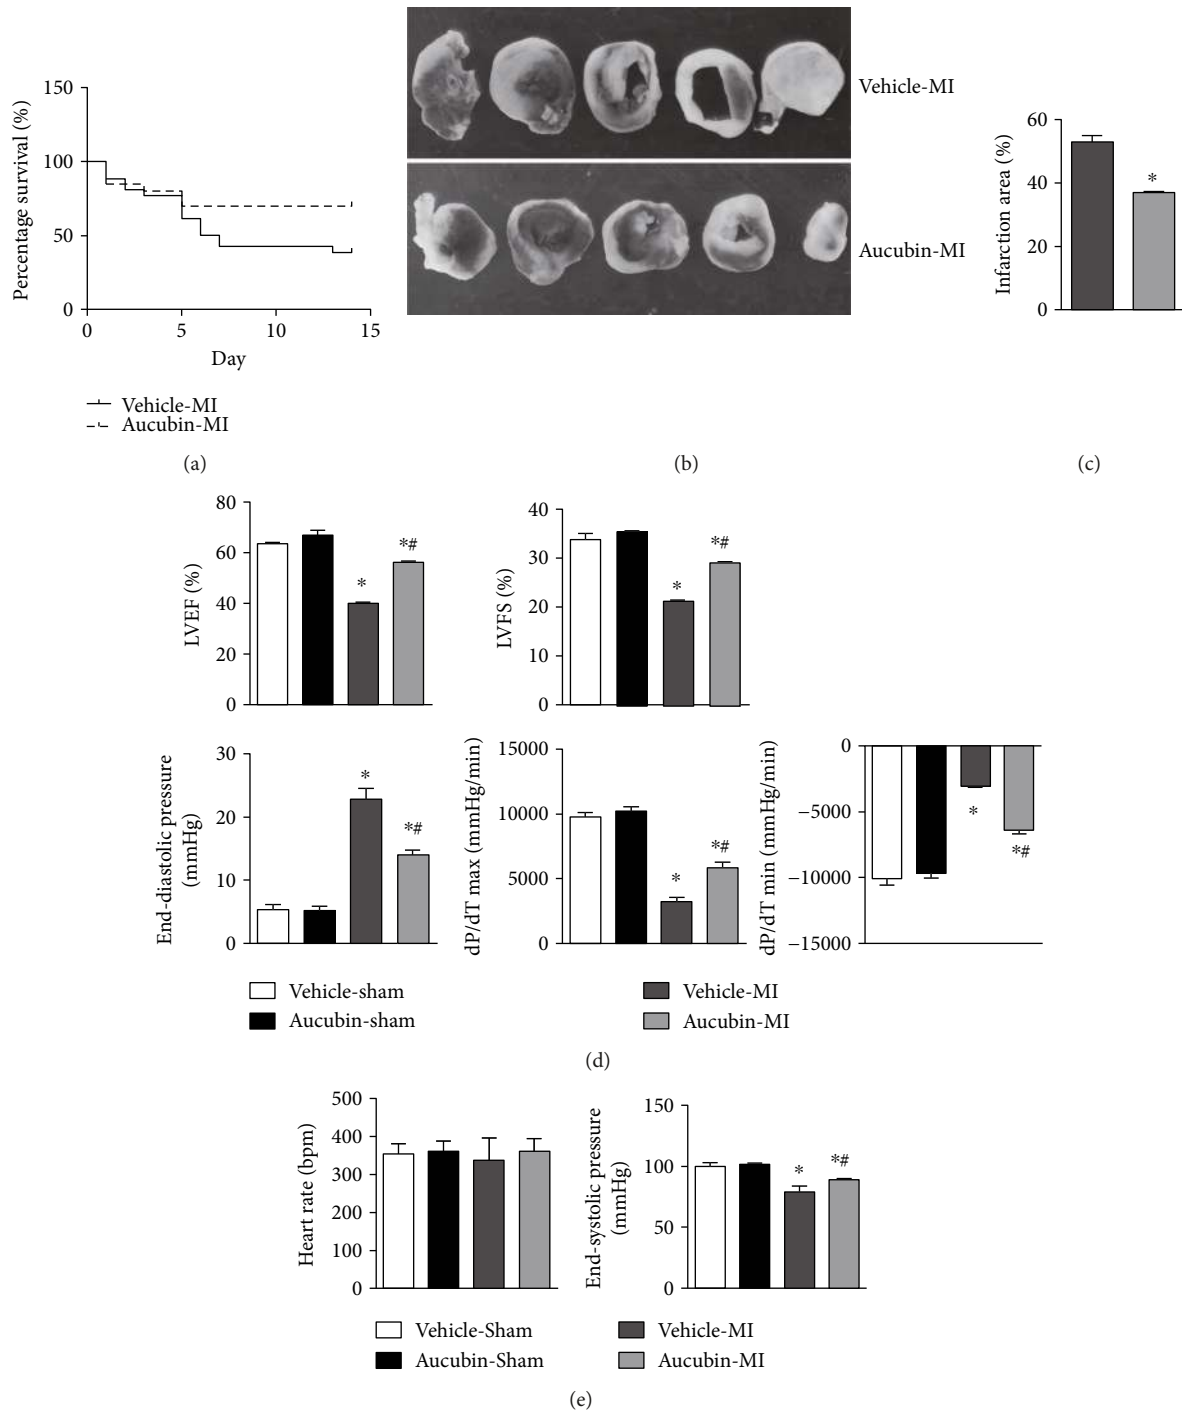 Percentage survival (%)
150
100
50
0
0
5
10
15
Day
Vehicle-MI
Aucubin-MI
(a)
Vehicle-MI
Aucubin-MI
(b)
Infarction area (%)
60
40
20
0
*
(c)
LVEF (%)
80
60
40
20
0
*
*#
LVFS (%)
40
30
20
10
0
*
*#
End-diastolic pressure
(mmHg)
30
20
10
0
*
*#
dP/dT max (mmHg/min)
15000
10000
5000
0
*
*#
dP/dT min (mmHg/min)
0
−5000
−10000
−15000
*
*#
Vehicle-sham
Aucubin-sham
Vehicle-MI
Aucubin-MI
(d)
Heart rate (bpm)
500
400
300
200
100
0
End-systolic pressure
(mmHg)
150
100
50
0
*
*#
Vehicle-Sham
Aucubin-Sham
Vehicle-MI
Aucubin-MI
(e)